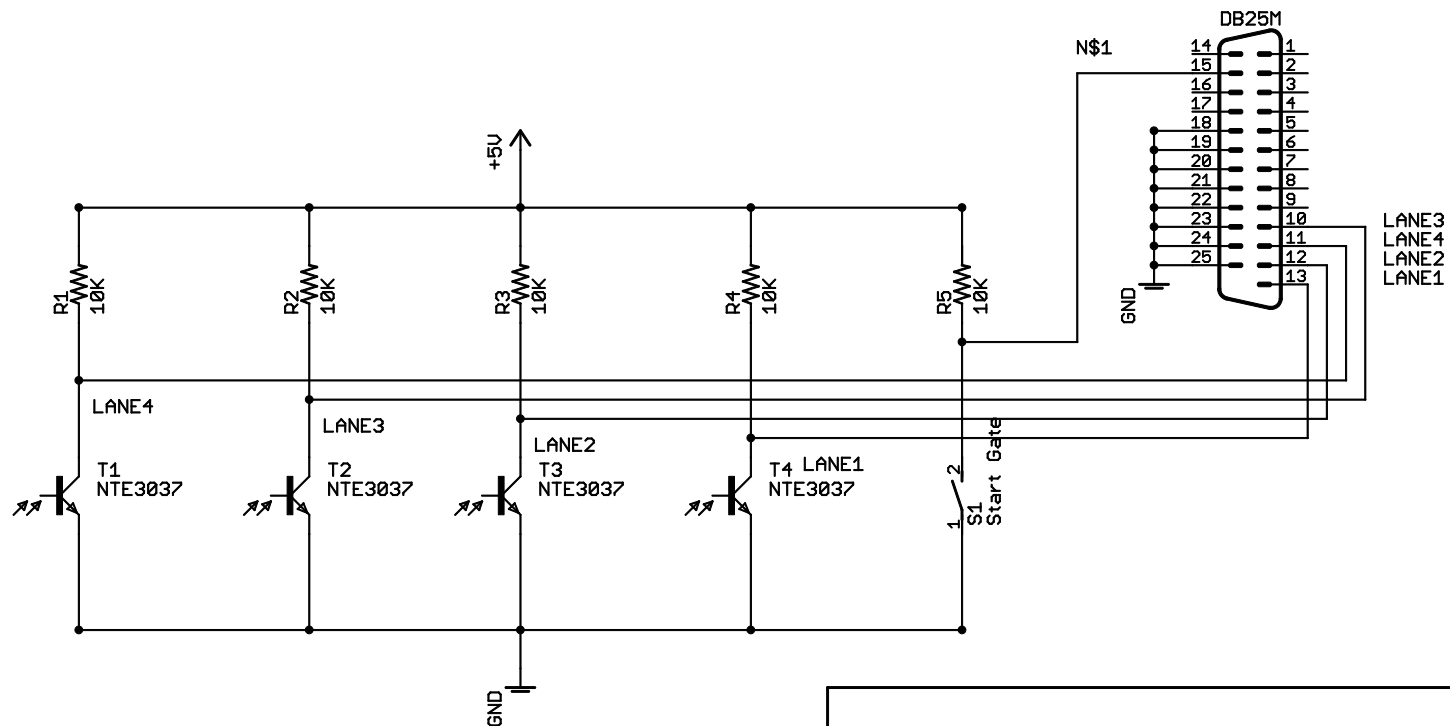 DB25M
N$1
14 1
15 2
16 3
17 4
18 5
19 6
20 7
21 8
22 9
23 10 LANE3
24 11 LANE4
25 12 LANE2
13 LANE1
GND
+5V
R1 10K
R2 10K
R3 10K
R4 10K
R5 10K
LANE4
LANE3
LANE2
LANE1
T1
NTE3037
T2
NTE3037
T3
NTE3037
T4
NTE3037
2
1
S1
Start Gate
GND